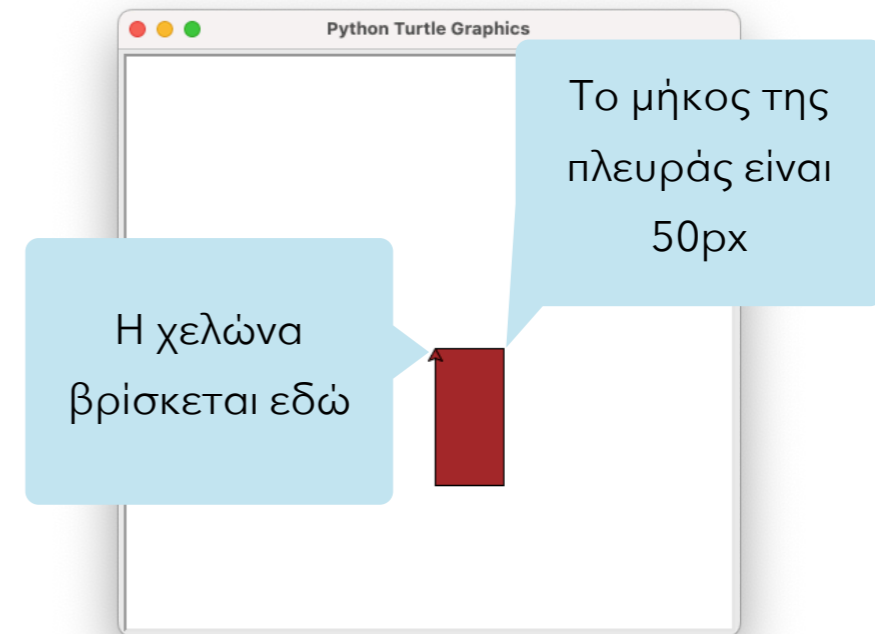 Python Turtle Graphics
Το μήκος της
πλευράς είναι
50px
Η χελώνα
βρίσκεται εδώ